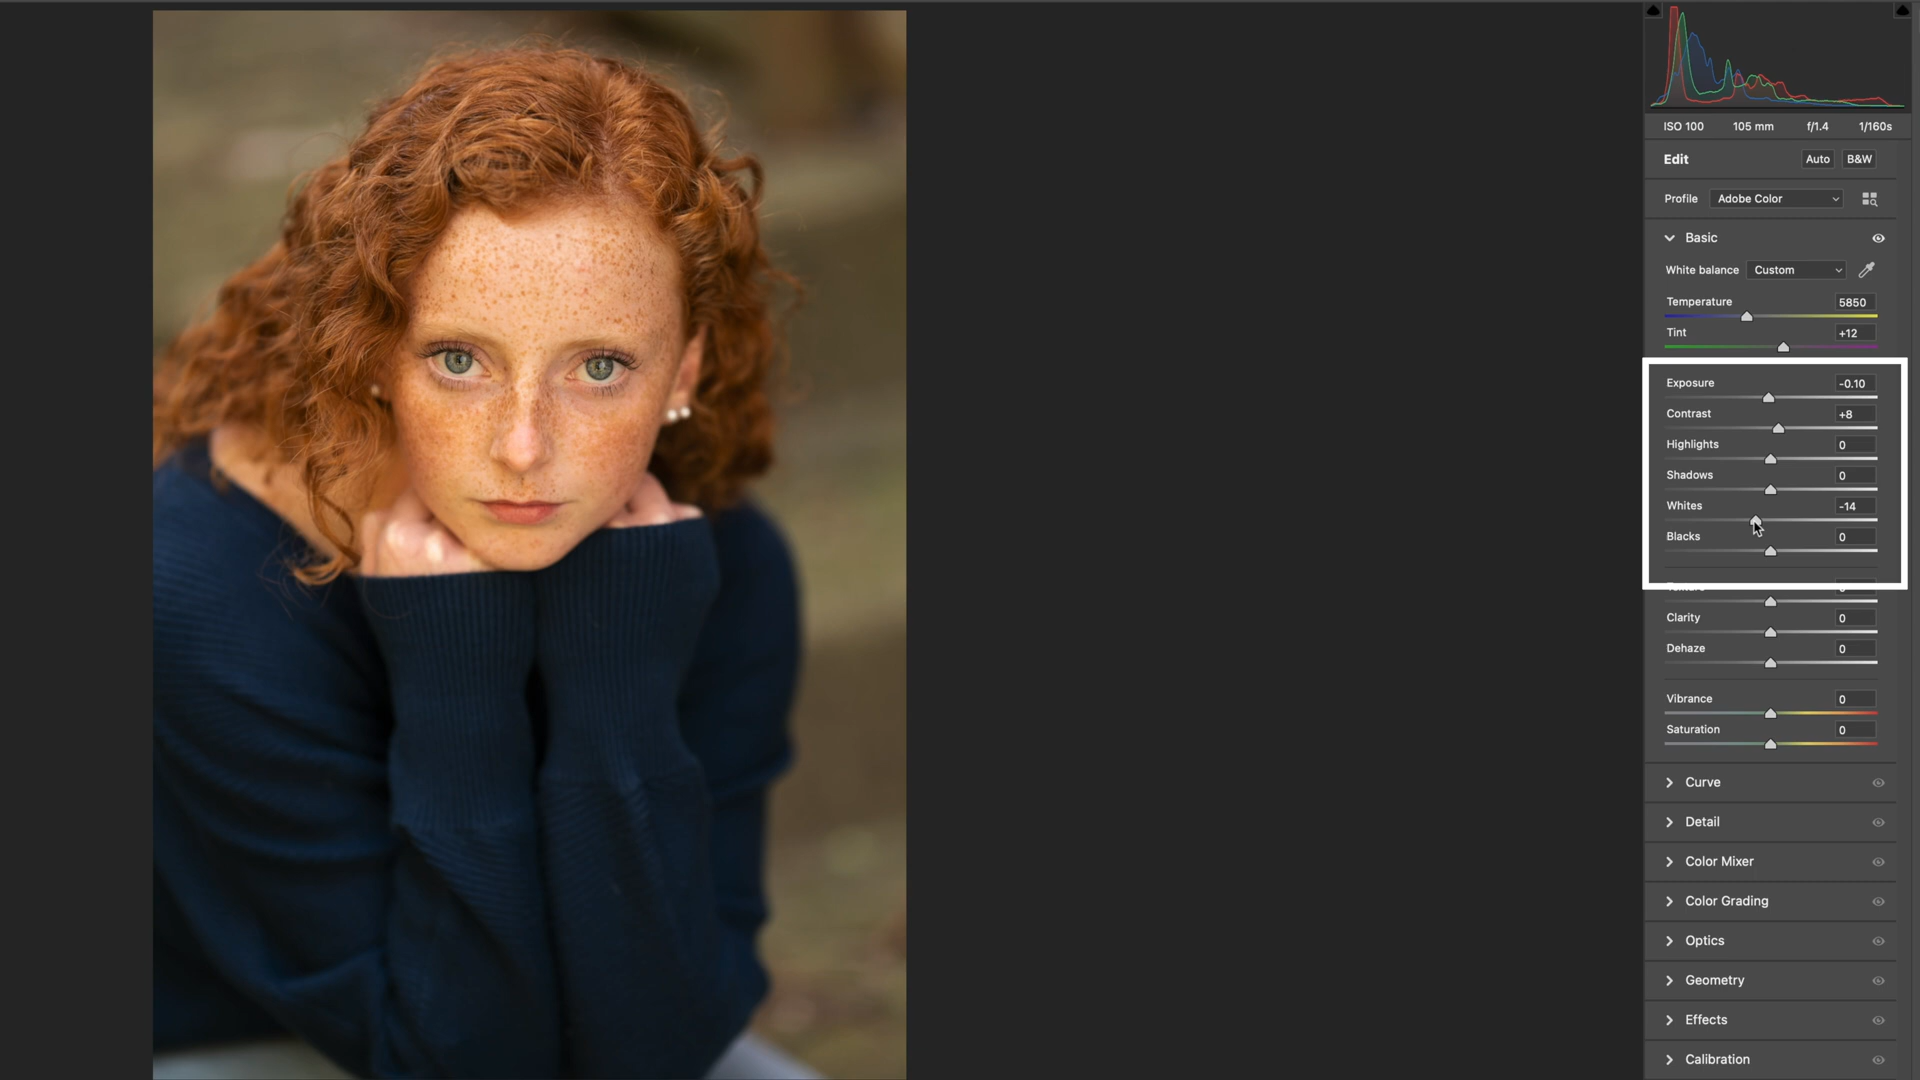 ISO 100 105 mm f/1.4 1/160s
Edit Auto B&W
Profile Adobe Color
Basic
White balance Custom
Temperature 5850
Tint +12
Exposure -0.10
Contrast +8
Highlights 0
Shadows 0
Whites -14
Blacks 0
Clarity 0
Dehaze 0
Vibrance 0
Saturation 0
Curve
Detail
Color Mixer
Color Grading
Optics
Geometry
Effects
Calibration